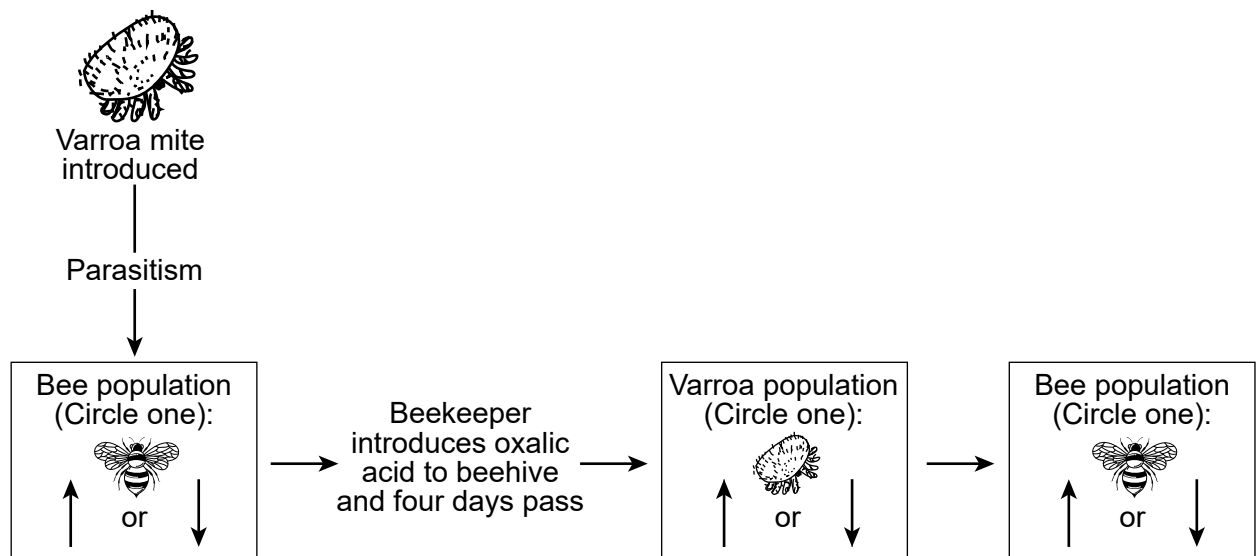 Varroa mite
introduced
Parasitism
Bee population
(Circle one):
or
Beekeeper
introduces oxalic
acid to beehive
and four days pass
Varroa population
(Circle one):
or
Bee population
(Circle one):
or